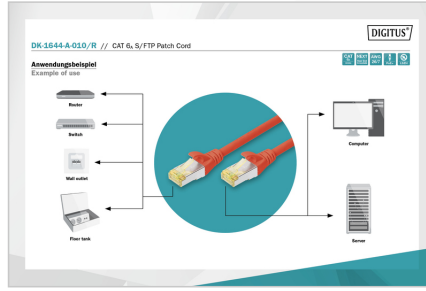 DIGITUS®
DK-1644-A-010/R // CAT 6A S/FTP Patch Cord
Anwendungsbeispiel
Example of use
Router
Switch
Wall outlet
Floor tank
Computer
Server